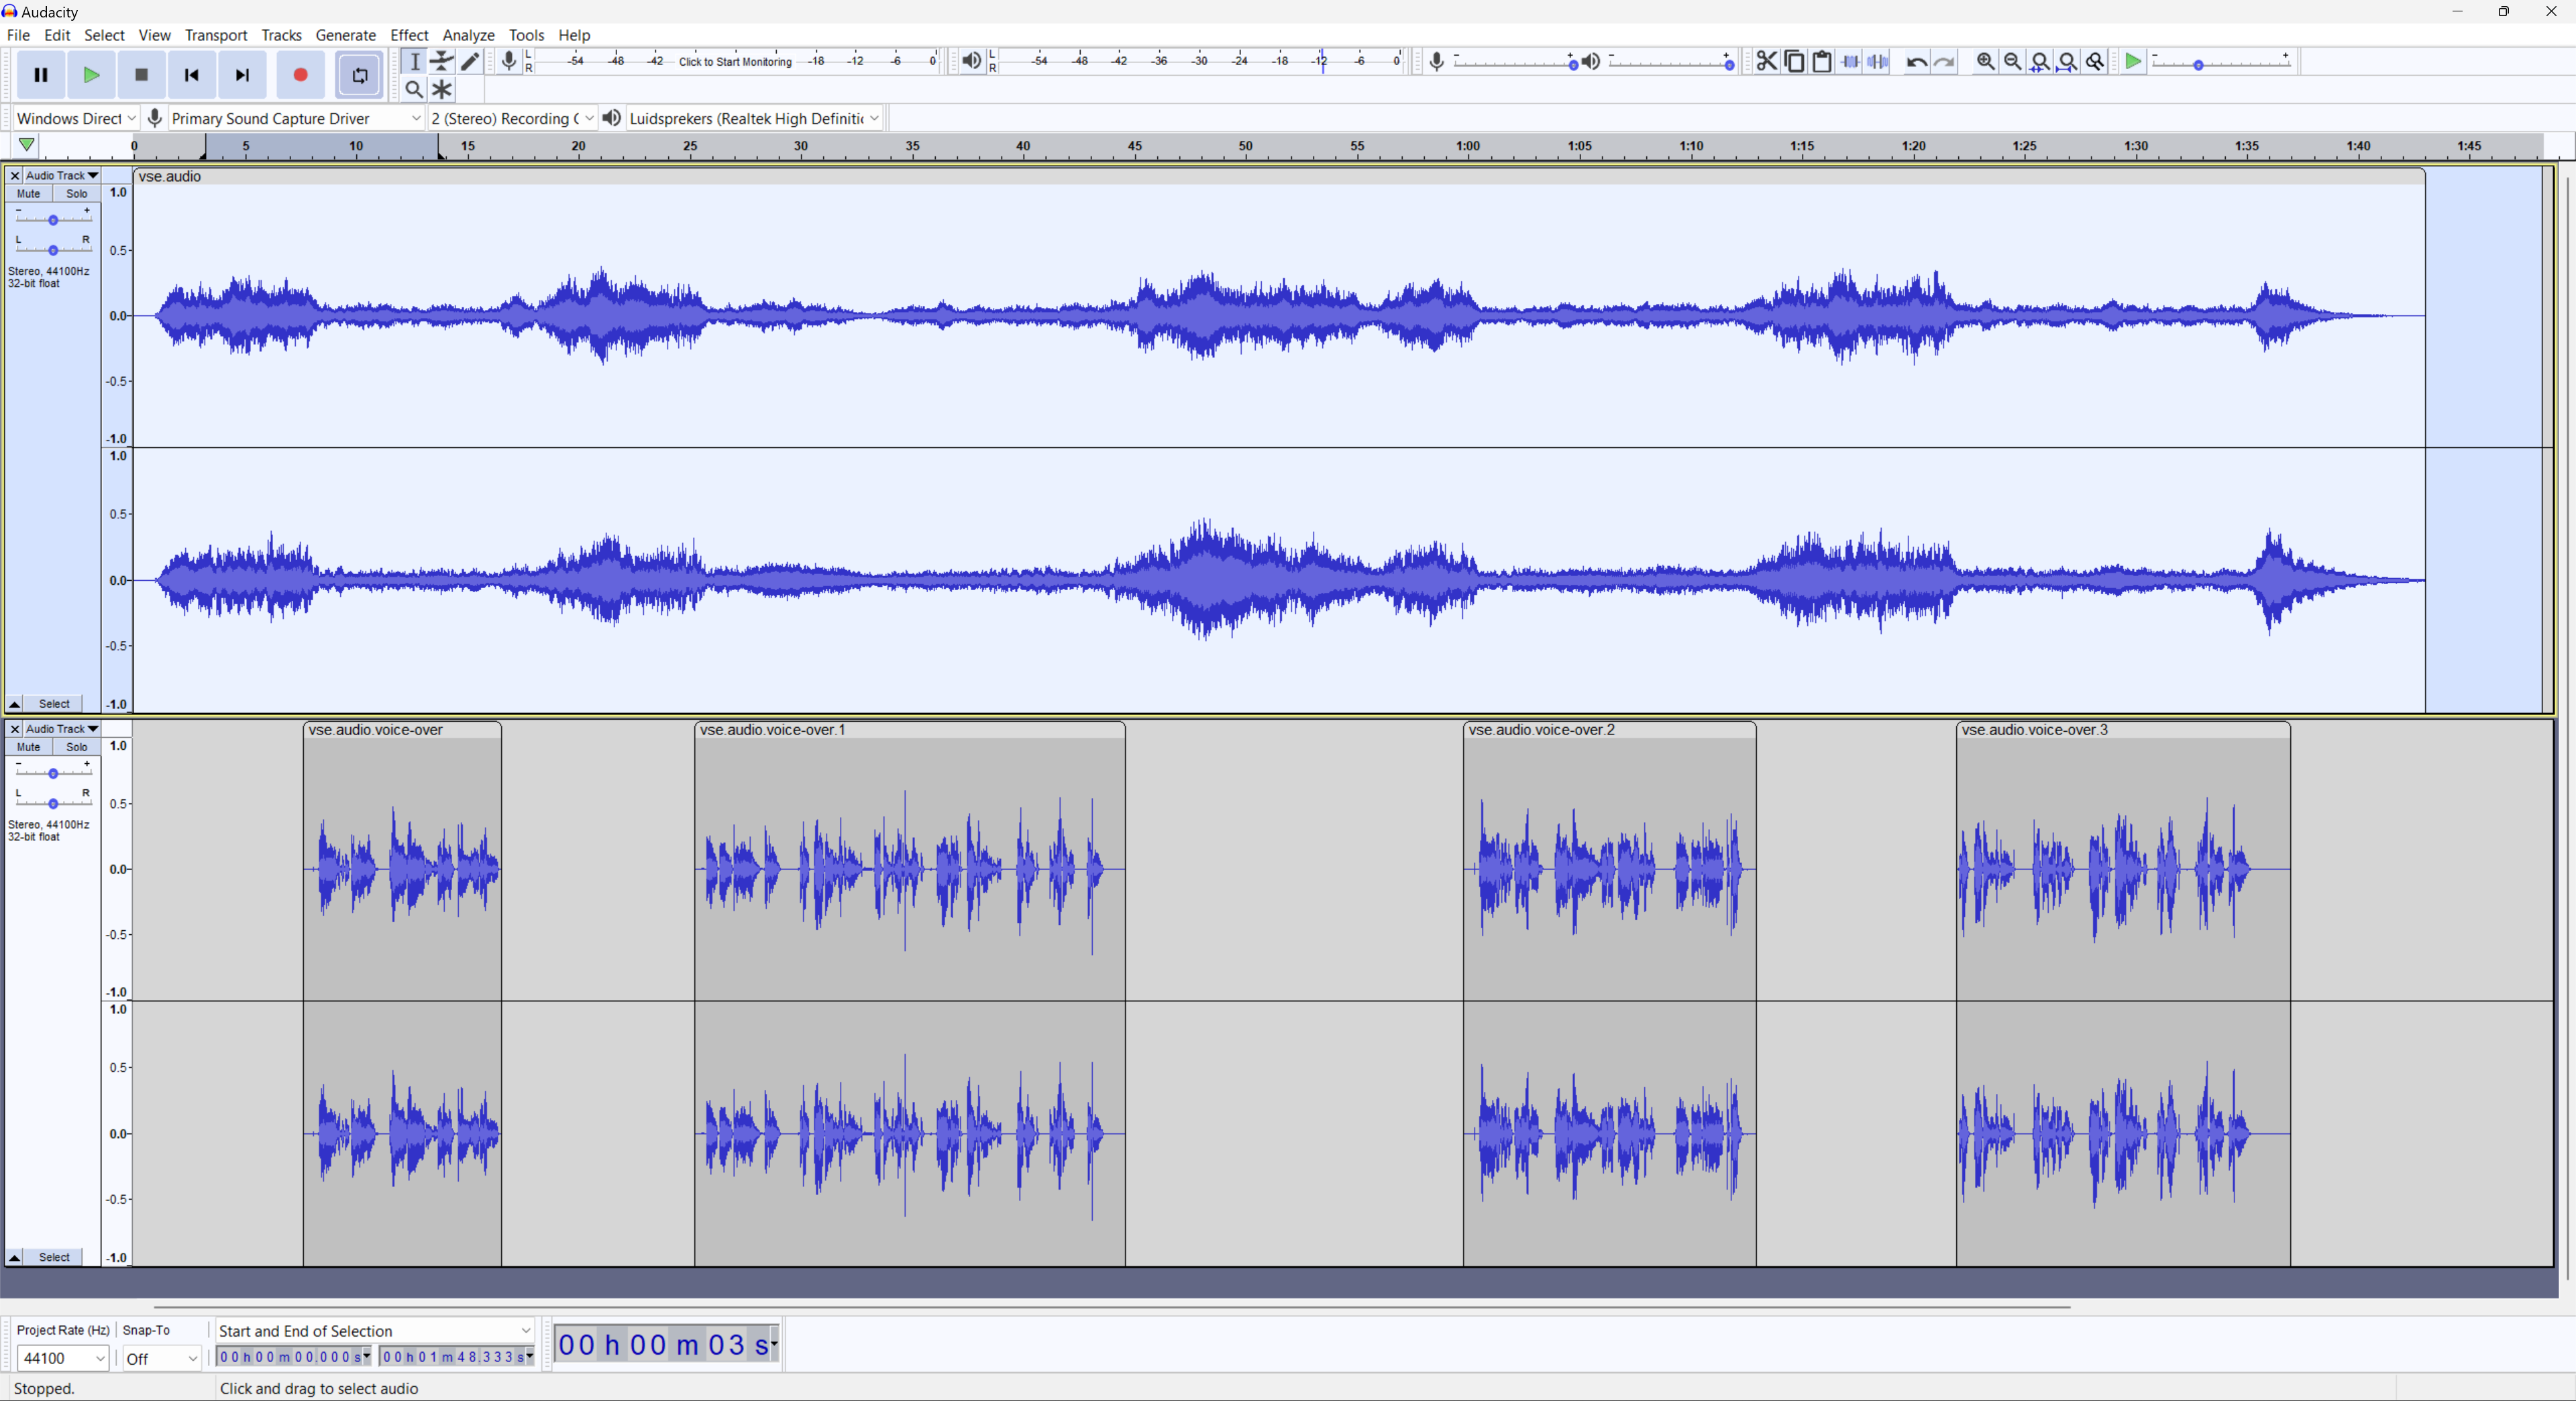 Audacity
File Edit Select View Transport Tracks Generate Effect Analyze Tools Help
L R -54 -48 -42 Click to Start Monitoring -18 -12 -6 0 L R -54 -48 -42 -36 -30 -24 -18 -12 -6 0 - + - + - +
Windows Direct Primary Sound Capture Driver 2 (Stereo) Recording C Luidsprekers (Realtek High Definitic
0 5 10 15 20 25 30 35 40 45 50 55 1:00 1:05 1:10 1:15 1:20 1:25 1:30 1:35 1:40 1:45
Audio Track vse.audio
Mute Solo 1.0
- +
L R 0.5
Stereo, 44100Hz
32-bit float
0.0
-0.5
-1.0
1.0
0.5
0.0
-0.5
Select -1.0
Audio Track vse.audio.voice-over vse.audio.voice-over.1 vse.audio.voice-over.2 vse.audio.voice-over.3
Mute Solo 1.0
- +
L R 0.5
Stereo, 44100Hz
32-bit float
0.0
-0.5
-1.0
1.0
0.5
0.0
-0.5
Select -1.0
Project Rate (Hz) Snap-To Start and End of Selection
44100 Off 00 h 00 m 00.000 s 00 h 01 m 48.333 s 00 h 00 m 03 s
Stopped. Click and drag to select audio